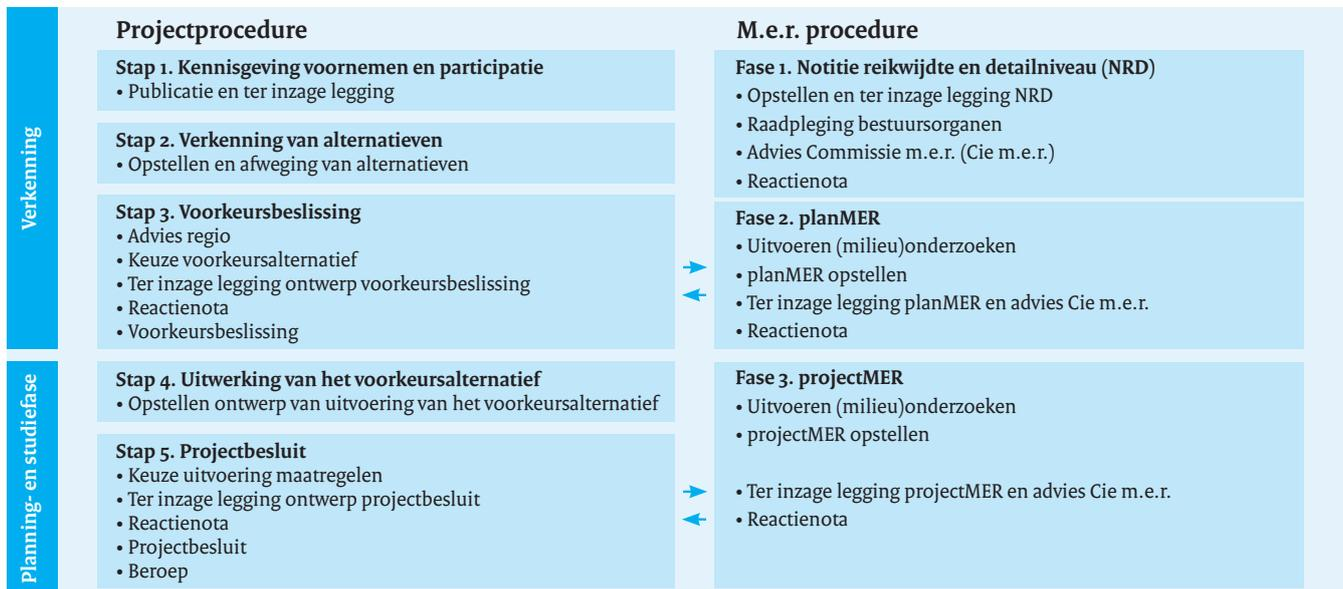 Projectprocedure
M.e.r. procedure
Verkenning
Stap 1. Kennisgeving voornemen en participatie
• Publicatie en ter inzage legging
Stap 2. Verkenning van alternatieven
• Opstellen en afweging van alternatieven
Stap 3. Voorkeursbeslissing
• Advies regio
• Keuze voorkeursalternatief
• Ter inzage legging ontwerp voorkeursbeslissing
• Reactienota
• Voorkeursbeslissing
Fase 1. Notitie reikwijdte en detailniveau (NRD)
• Opstellen en ter inzage legging NRD
• Raadpleging bestuursorganen
• Advies Commissie m.e.r. (Cie m.e.r.)
• Reactienota
Fase 2. planMER
• Uitvoeren (milieu)onderzoeken
• planMER opstellen
• Ter inzage legging planMER en advies Cie m.e.r.
• Reactienota
Planning- en studiefase
Stap 4. Uitwerking van het voorkeursalternatief
• Opstellen ontwerp van uitvoering van het voorkeursalternatief
Stap 5. Projectbesluit
• Keuze uitvoering maatregelen
• Ter inzage legging ontwerp projectbesluit
• Reactienota
• Projectbesluit
• Beroep
Fase 3. projectMER
• Uitvoeren (milieu)onderzoeken
• projectMER opstellen
• Ter inzage legging projectMER en advies Cie m.e.r.
• Reactienota